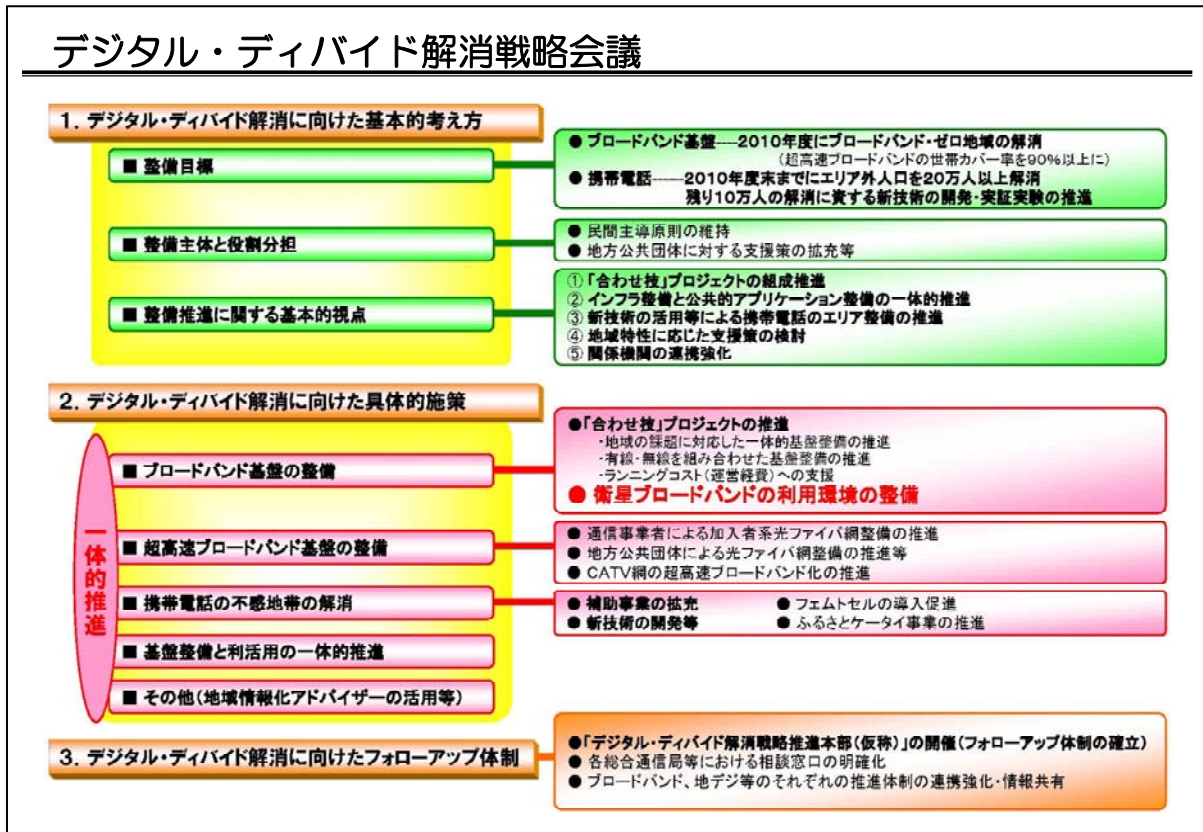 デジタル・ディバイド解消戦略会議
1. デジタル・ディバイド解消に向けた基本的考え方
■ 整備目標
● ブロードバンド基盤----2010年度にブロードバンド・ゼロ地域の解消
(超高速ブロードバンドの世帯カバー率を90%以上に)
● 携帯電話------2010年度末までにエリア外人口を20万人以上解消
残り10万人の解消に資する新技術の開発・実証実験の推進
■ 整備主体と役割分担
● 民間主導原則の維持
● 地方公共団体に対する支援策の拡充等
■ 整備推進に関する基本的視点
① 「合わせ技」プロジェクトの組成推進
② インフラ整備と公共的アプリケーション整備の一体的推進
③ 新技術の活用等による携帯電話のエリア整備の推進
④ 地域特性に応じた支援策の検討
⑤ 関係機関の連携強化
2. デジタル・ディバイド解消に向けた具体的施策
一体的推進
■ ブロードバンド基盤の整備
●「合わせ技」プロジェクトの推進
・地域の課題に対応した一体的基盤整備の推進
・有線・無線を組み合わせた基盤整備の推進
・ランニングコスト(運営経費)への支援
● 衛星ブロードバンドの利用環境の整備
■ 超高速ブロードバンド基盤の整備
● 通信事業者による加入者系光ファイバ網整備の推進
● 地方公共団体による光ファイバ網整備の推進等
● CATV網の超高速ブロードバンド化の推進
■ 携帯電話の不感地帯の解消
● 補助事業の拡充 ● フェムトセルの導入促進
● 新技術の開発等 ● ふるさとケータイ事業の推進
■ 基盤整備と利活用の一体的推進
■ その他(地域情報化アドバイザーの活用等)
3. デジタル・ディバイド解消に向けたフォローアップ体制
●「デジタル・ディバイド解消戦略推進本部(仮称)」の開催(フォローアップ体制の確立)
● 各総合通信局等における相談窓口の明確化
● ブロードバンド、地デジ等のそれぞれの推進体制の連携強化・情報共有